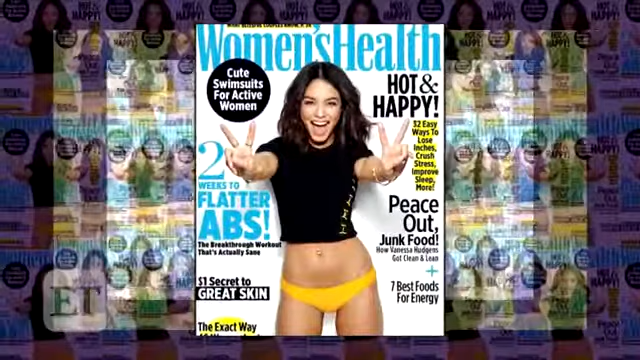 Women'sHealth
Cute
Swimsuits
For Active
Women
HOT &
HAPPY!
32 Easy
Ways To
Lose
Inches,
Crush
Stress,
Improve
Sleep,
More!
2
WEEKS TO
FLATTER
ABS!
The Breakthrough Workout
That's Actually Sane
Peace
Out,
Junk Food!
How Vanessa Hudgens
Got Clean & Lean
+
7 Best Foods
For Energy
$1 Secret to
GREAT SKIN
The Exact Way
ET